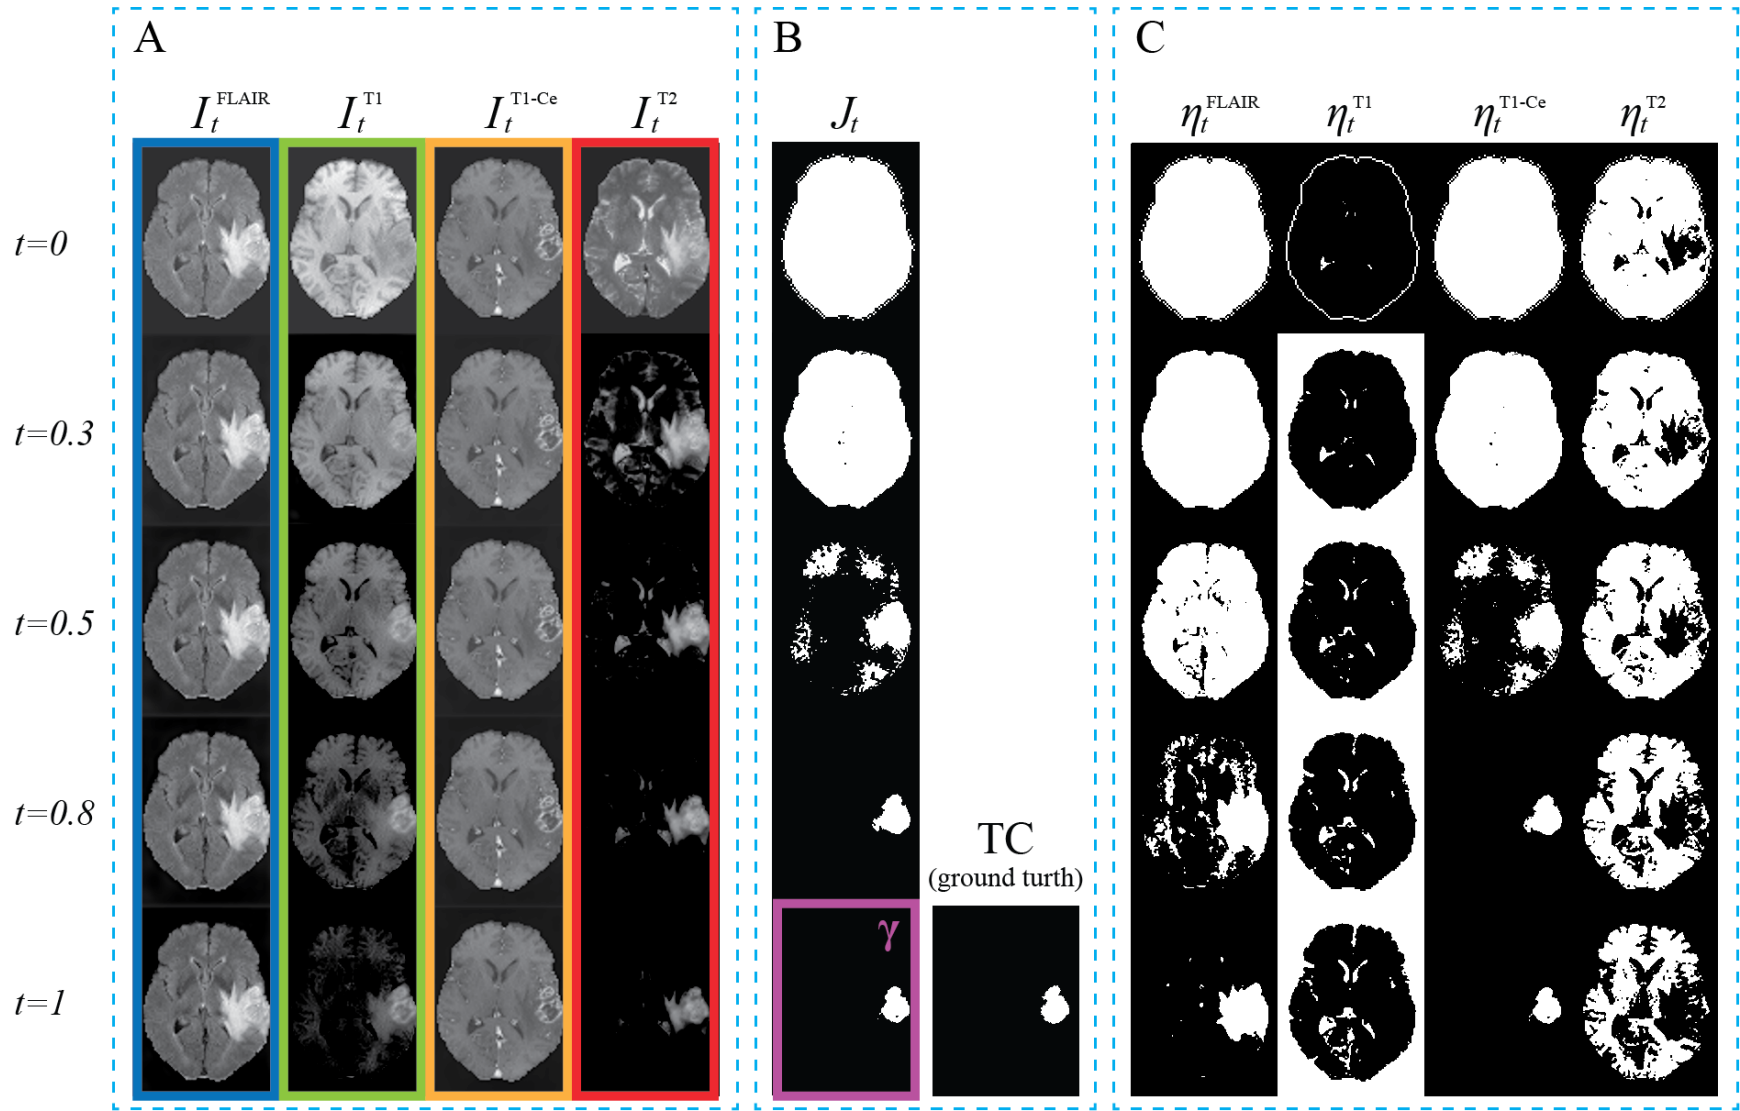 A
B
C
I_t^FLAIR I_t^T1 I_t^T1-Ce I_t^T2
J_t
η_t^FLAIR η_t^T1 η_t^T1-Ce η_t^T2
t=0
t=0.3
t=0.5
t=0.8
TC
(ground turth)
γ
t=1